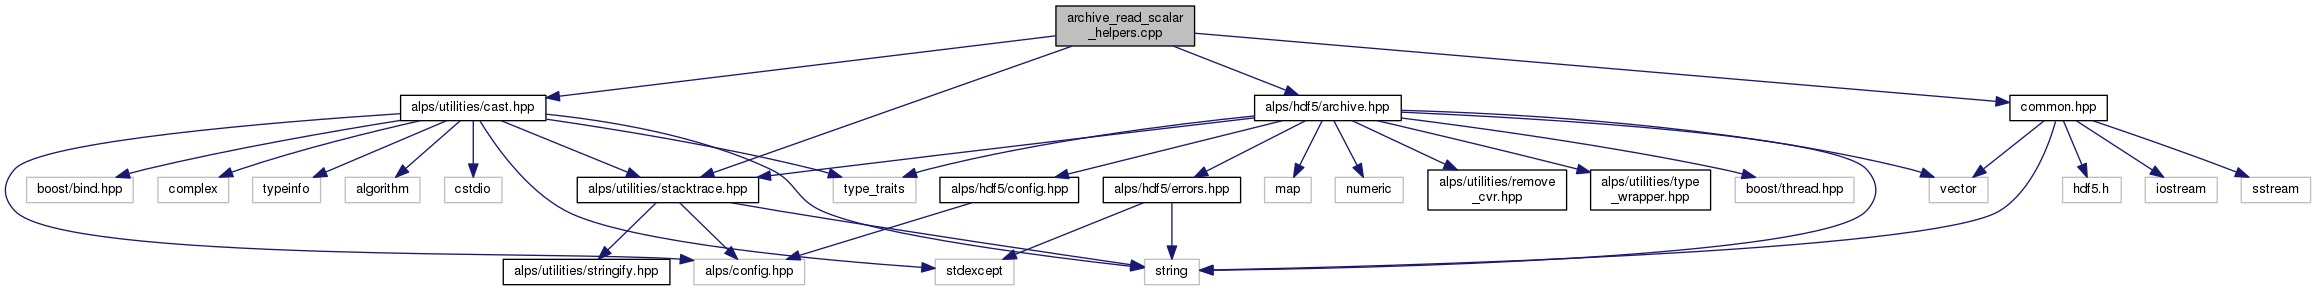 archive_read_scalar
_helpers.cpp
alps/utilities/cast.hpp
alps/hdf5/archive.hpp
common.hpp
boost/bind.hpp
complex
typeinfo
algorithm
cstdio
alps/utilities/stacktrace.hpp
type_traits
alps/hdf5/config.hpp
alps/hdf5/errors.hpp
map
numeric
alps/utilities/remove
_cvr.hpp
alps/utilities/type
_wrapper.hpp
boost/thread.hpp
vector
hdf5.h
iostream
sstream
alps/utilities/stringify.hpp
alps/config.hpp
stdexcept
string